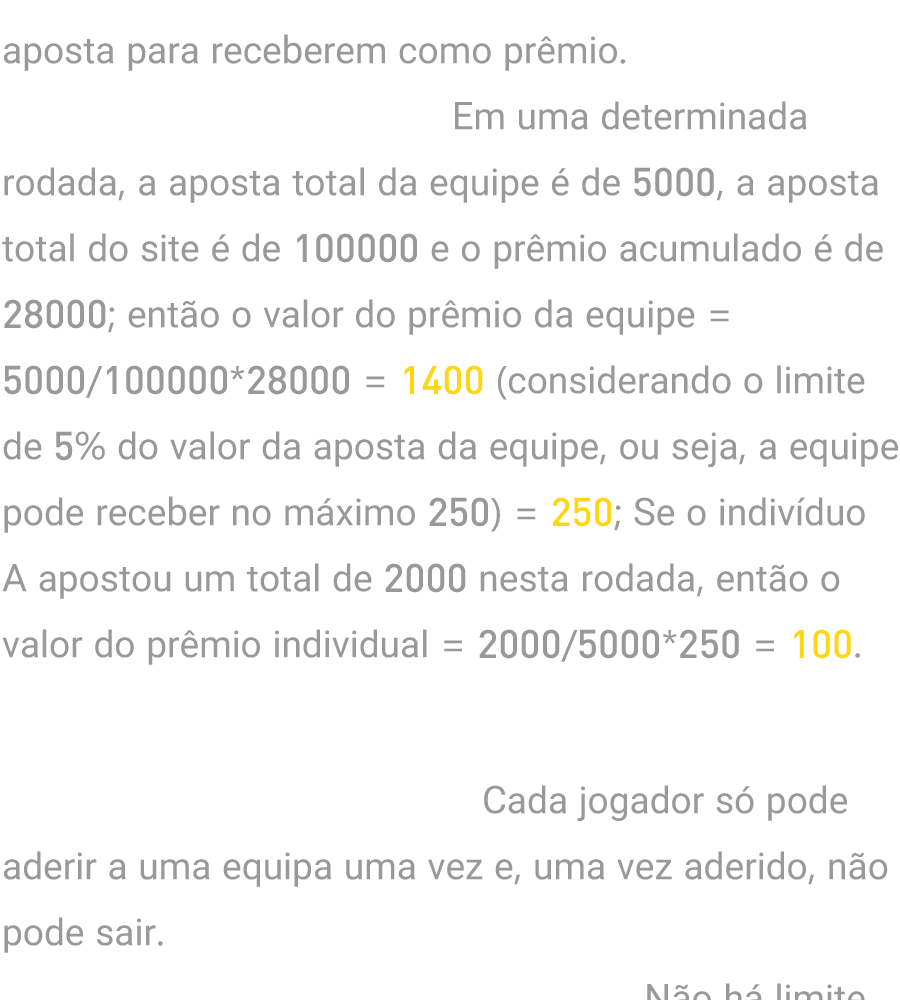 aposta para receberem como prêmio.
Em uma determinada
rodada, a aposta total da equipe é de 5000, a aposta
total do site é de 100000 e o prêmio acumulado é de
28000; então o valor do prêmio da equipe =
5000/100000*28000 = 1400 (considerando o limite
de 5% do valor da aposta da equipe, ou seja, a equipe
pode receber no máximo 250) = 250; Se o indivíduo
A apostou um total de 2000 nesta rodada, então o
valor do prêmio individual = 2000/5000*250 = 100.
Cada jogador só pode
aderir a uma equipa uma vez e, uma vez aderido, não
pode sair.
Não há limite